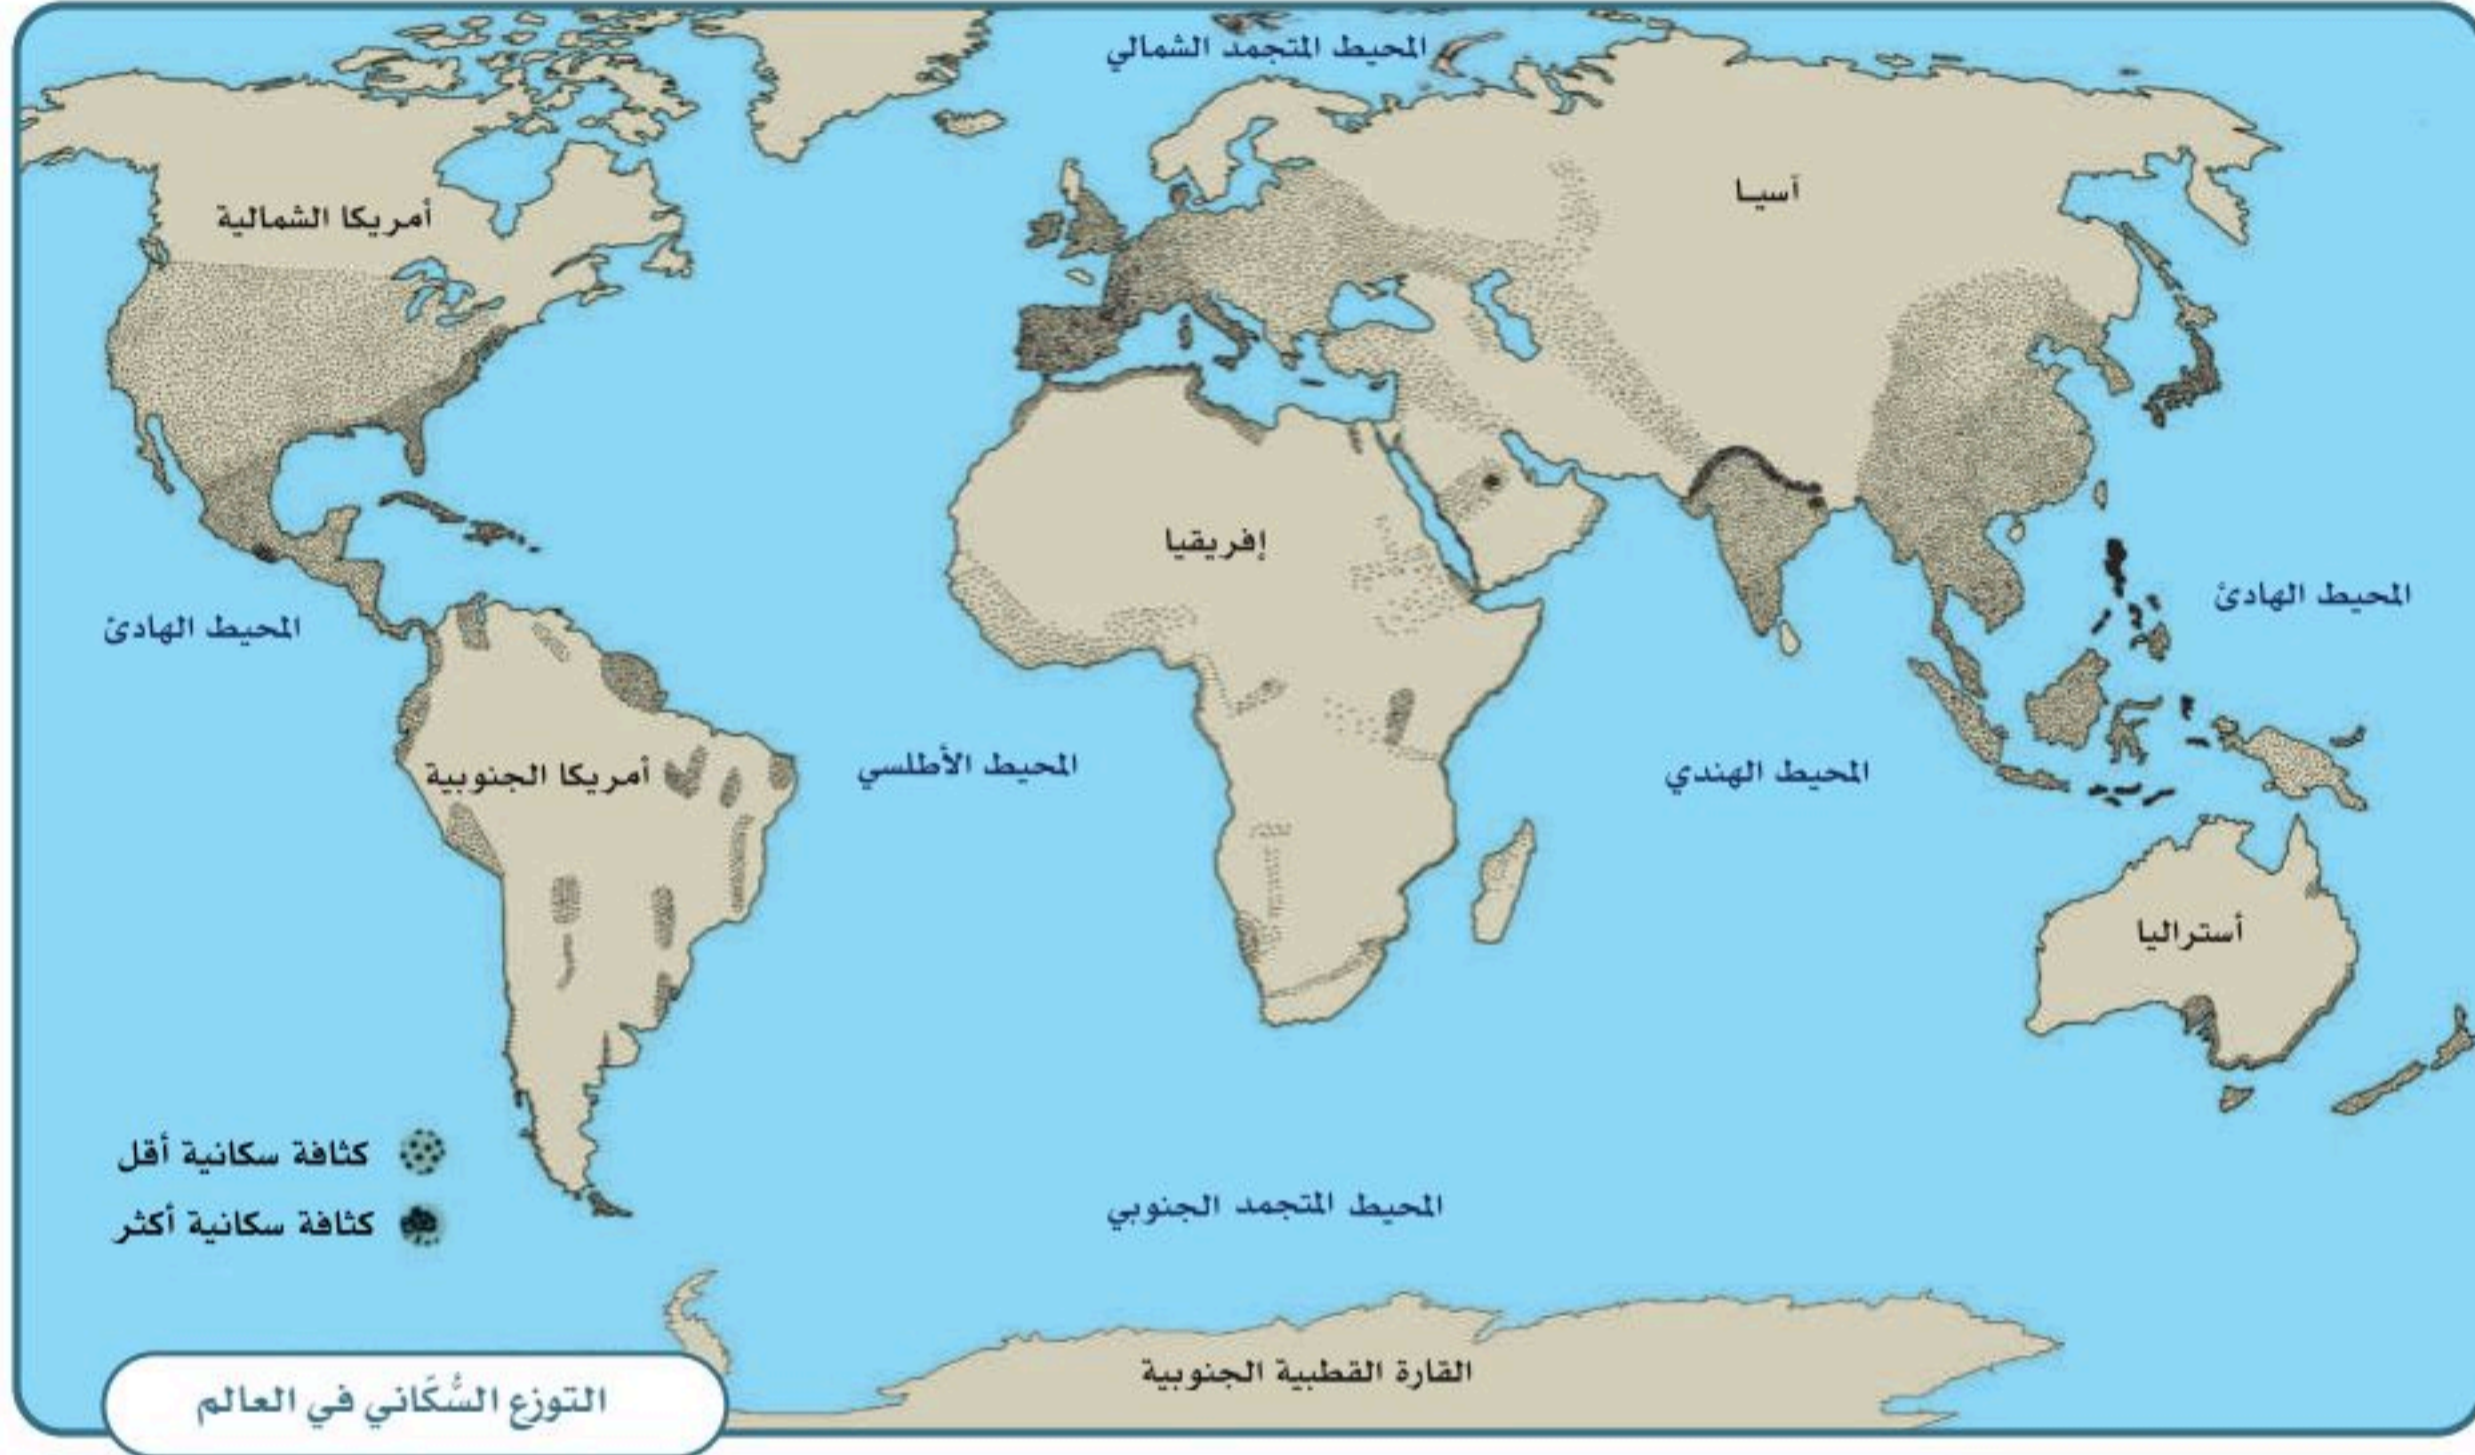 المحيط المتجمد الشمالي
آسيا
أمريكا الشمالية
إفريقيا
المحيط الهادئ
المحيط الهادئ
المحيط الأطلسي
المحيط الهندي
أمريكا الجنوبية
أستراليا
كثافة سكانية أقل
كثافة سكانية أكثر
المحيط المتجمد الجنوبي
القارة القطبية الجنوبية
التوزع السُّكَّاني في العالم